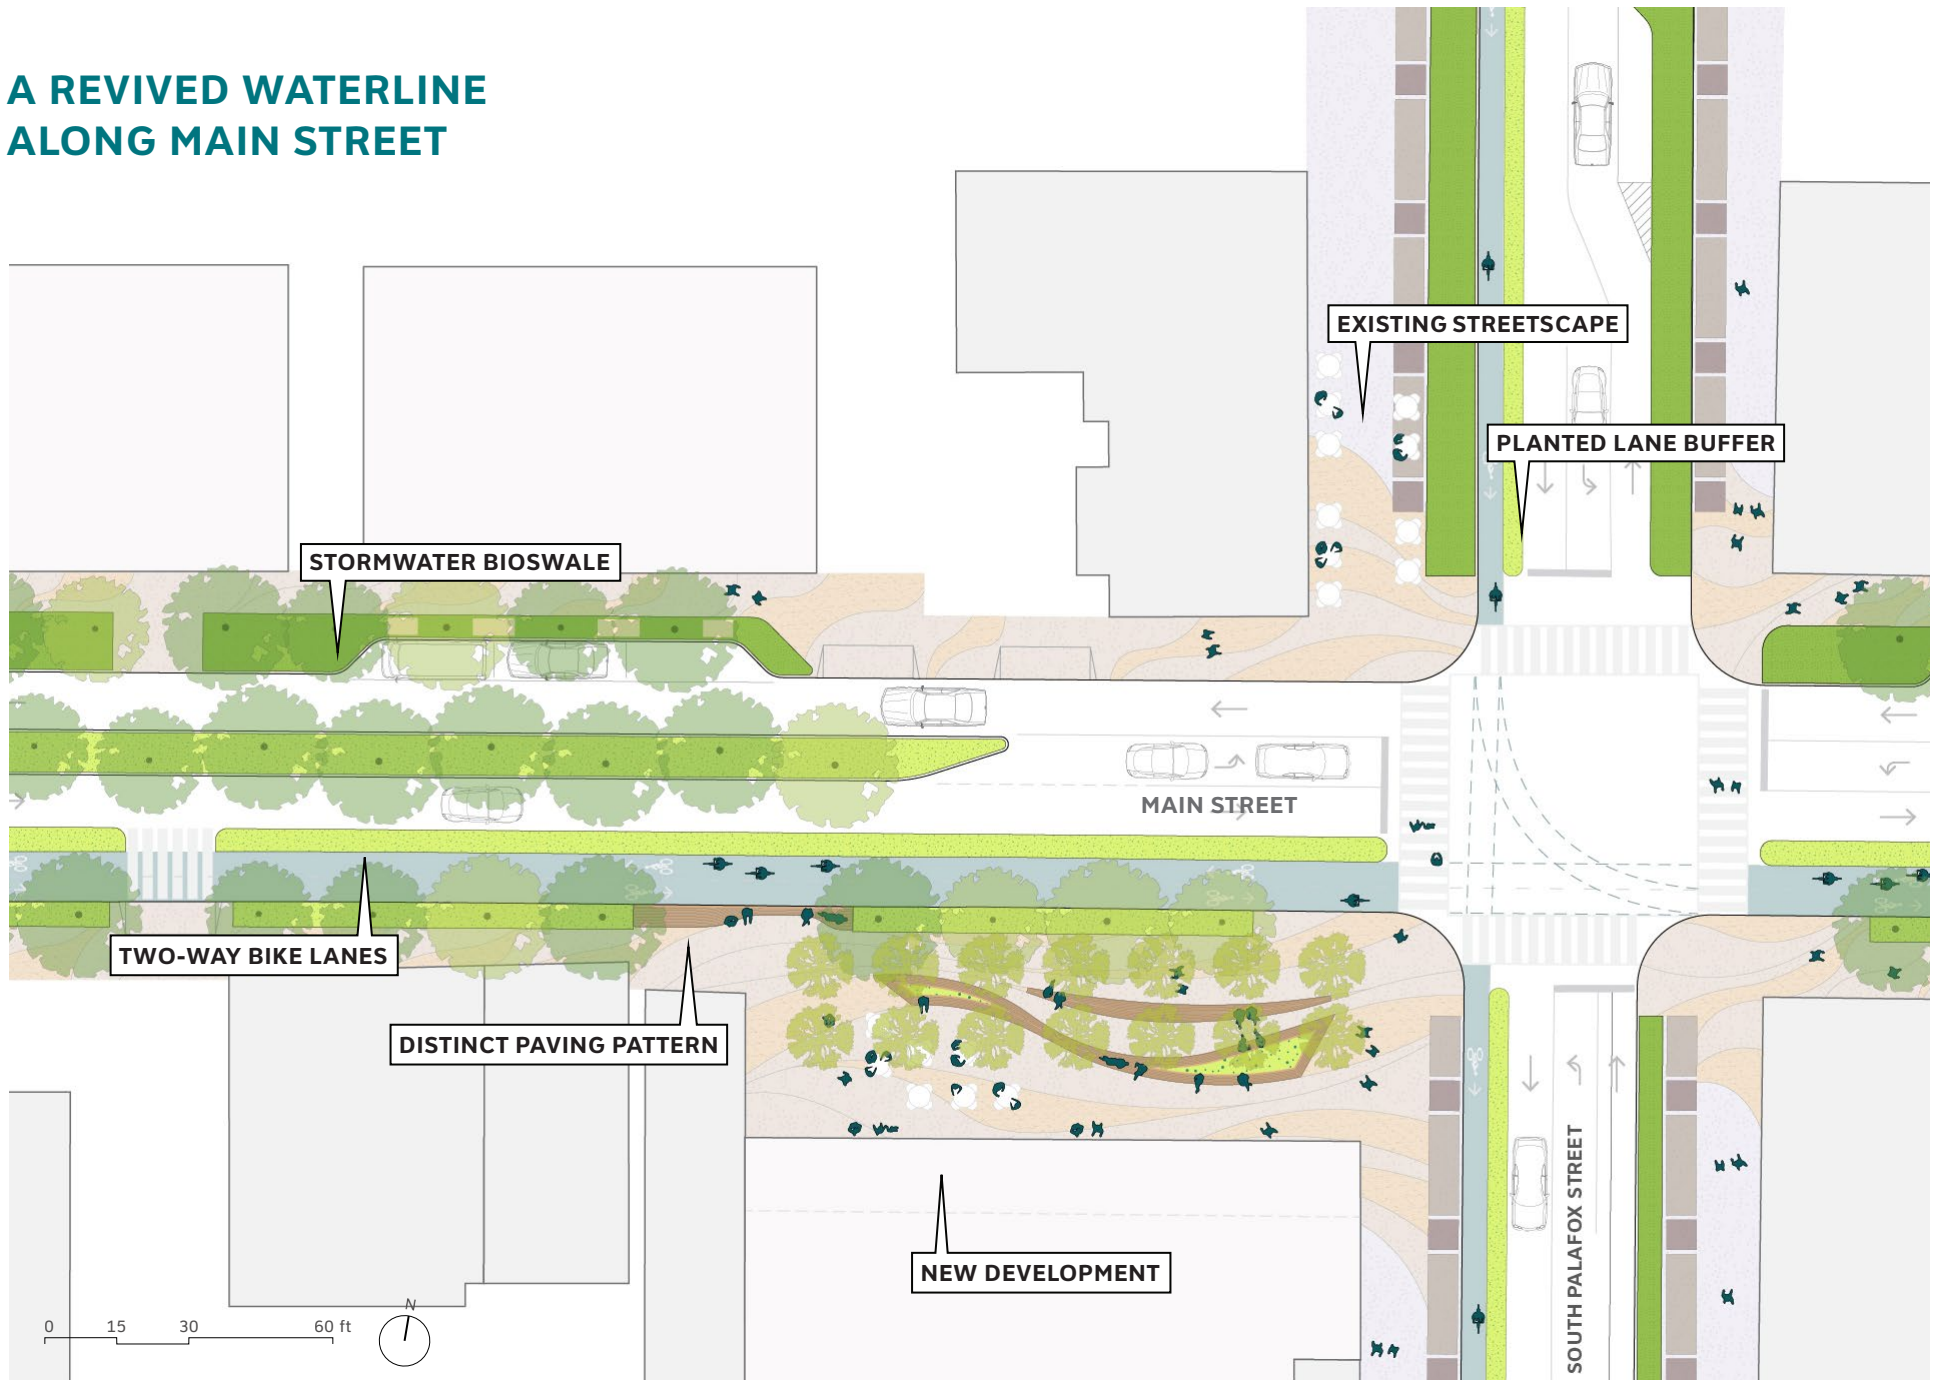 A REVIVED WATERLINE
ALONG MAIN STREET
EXISTING STREETSCAPE
PLANTED LANE BUFFER
STORMWATER BIOSWALE
MAIN STREET
TWO-WAY BIKE LANES
DISTINCT PAVING PATTERN
NEW DEVELOPMENT
SOUTH PALAFOX STREET
N
0 15 30 60 ft